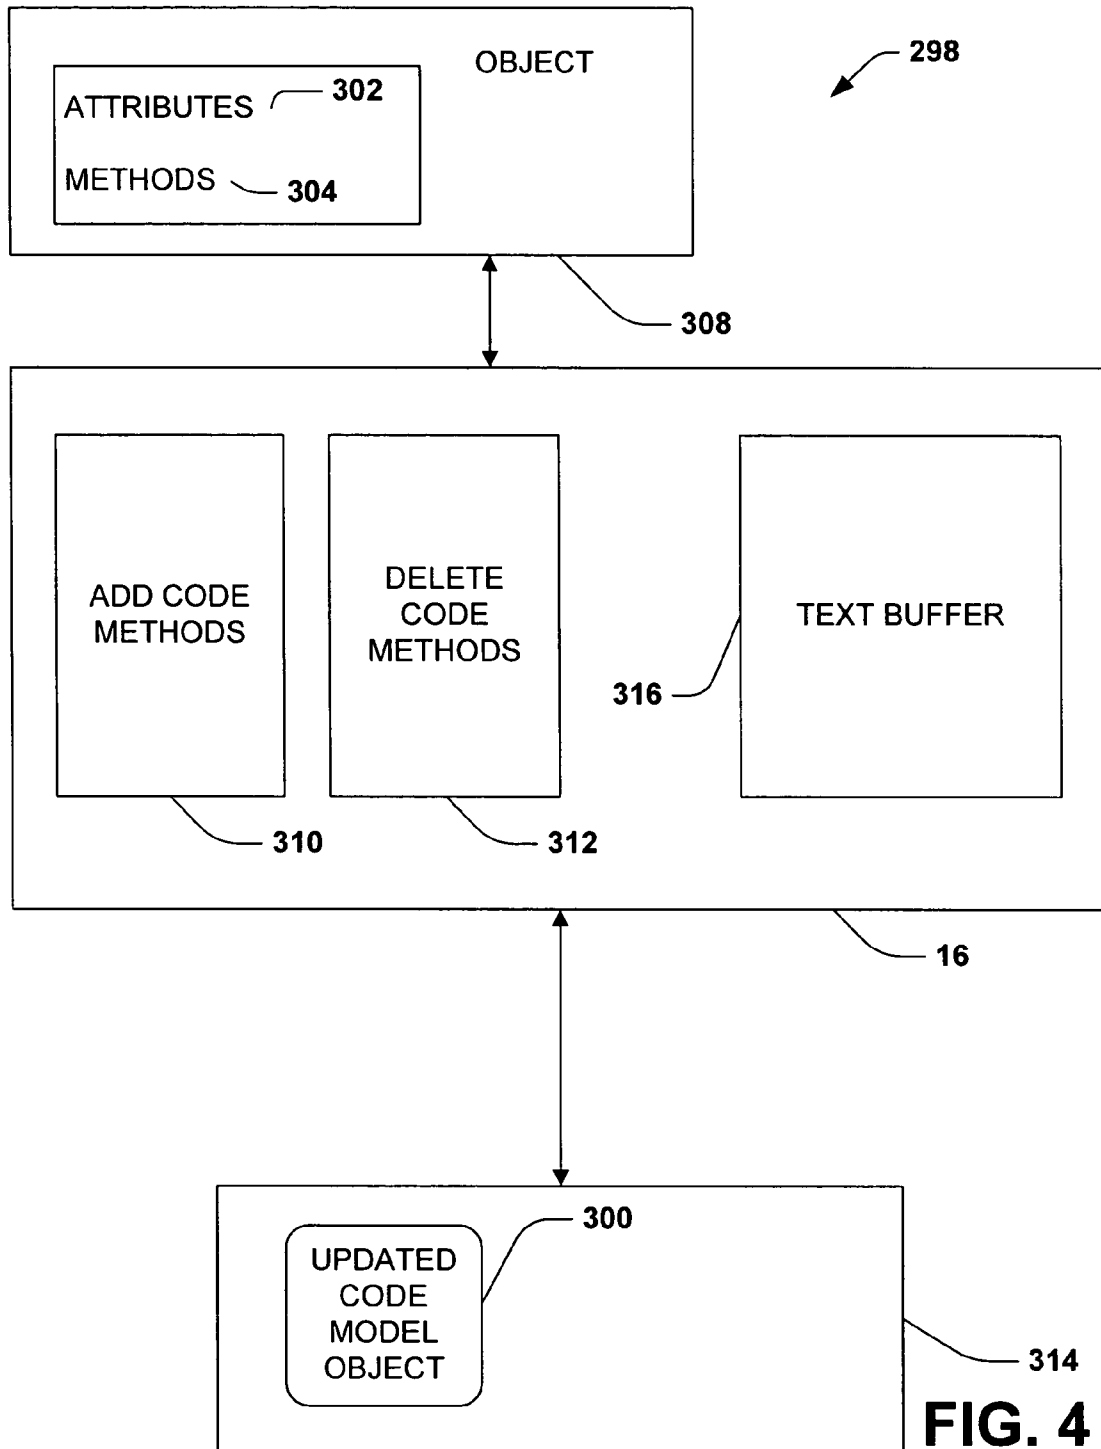 OBJECT
298
ATTRIBUTES
302
METHODS
304
308
ADD CODE
METHODS
DELETE
CODE
METHODS
TEXT BUFFER
316
310
312
16
300
UPDATED
CODE
MODEL
OBJECT
314
FIG. 4